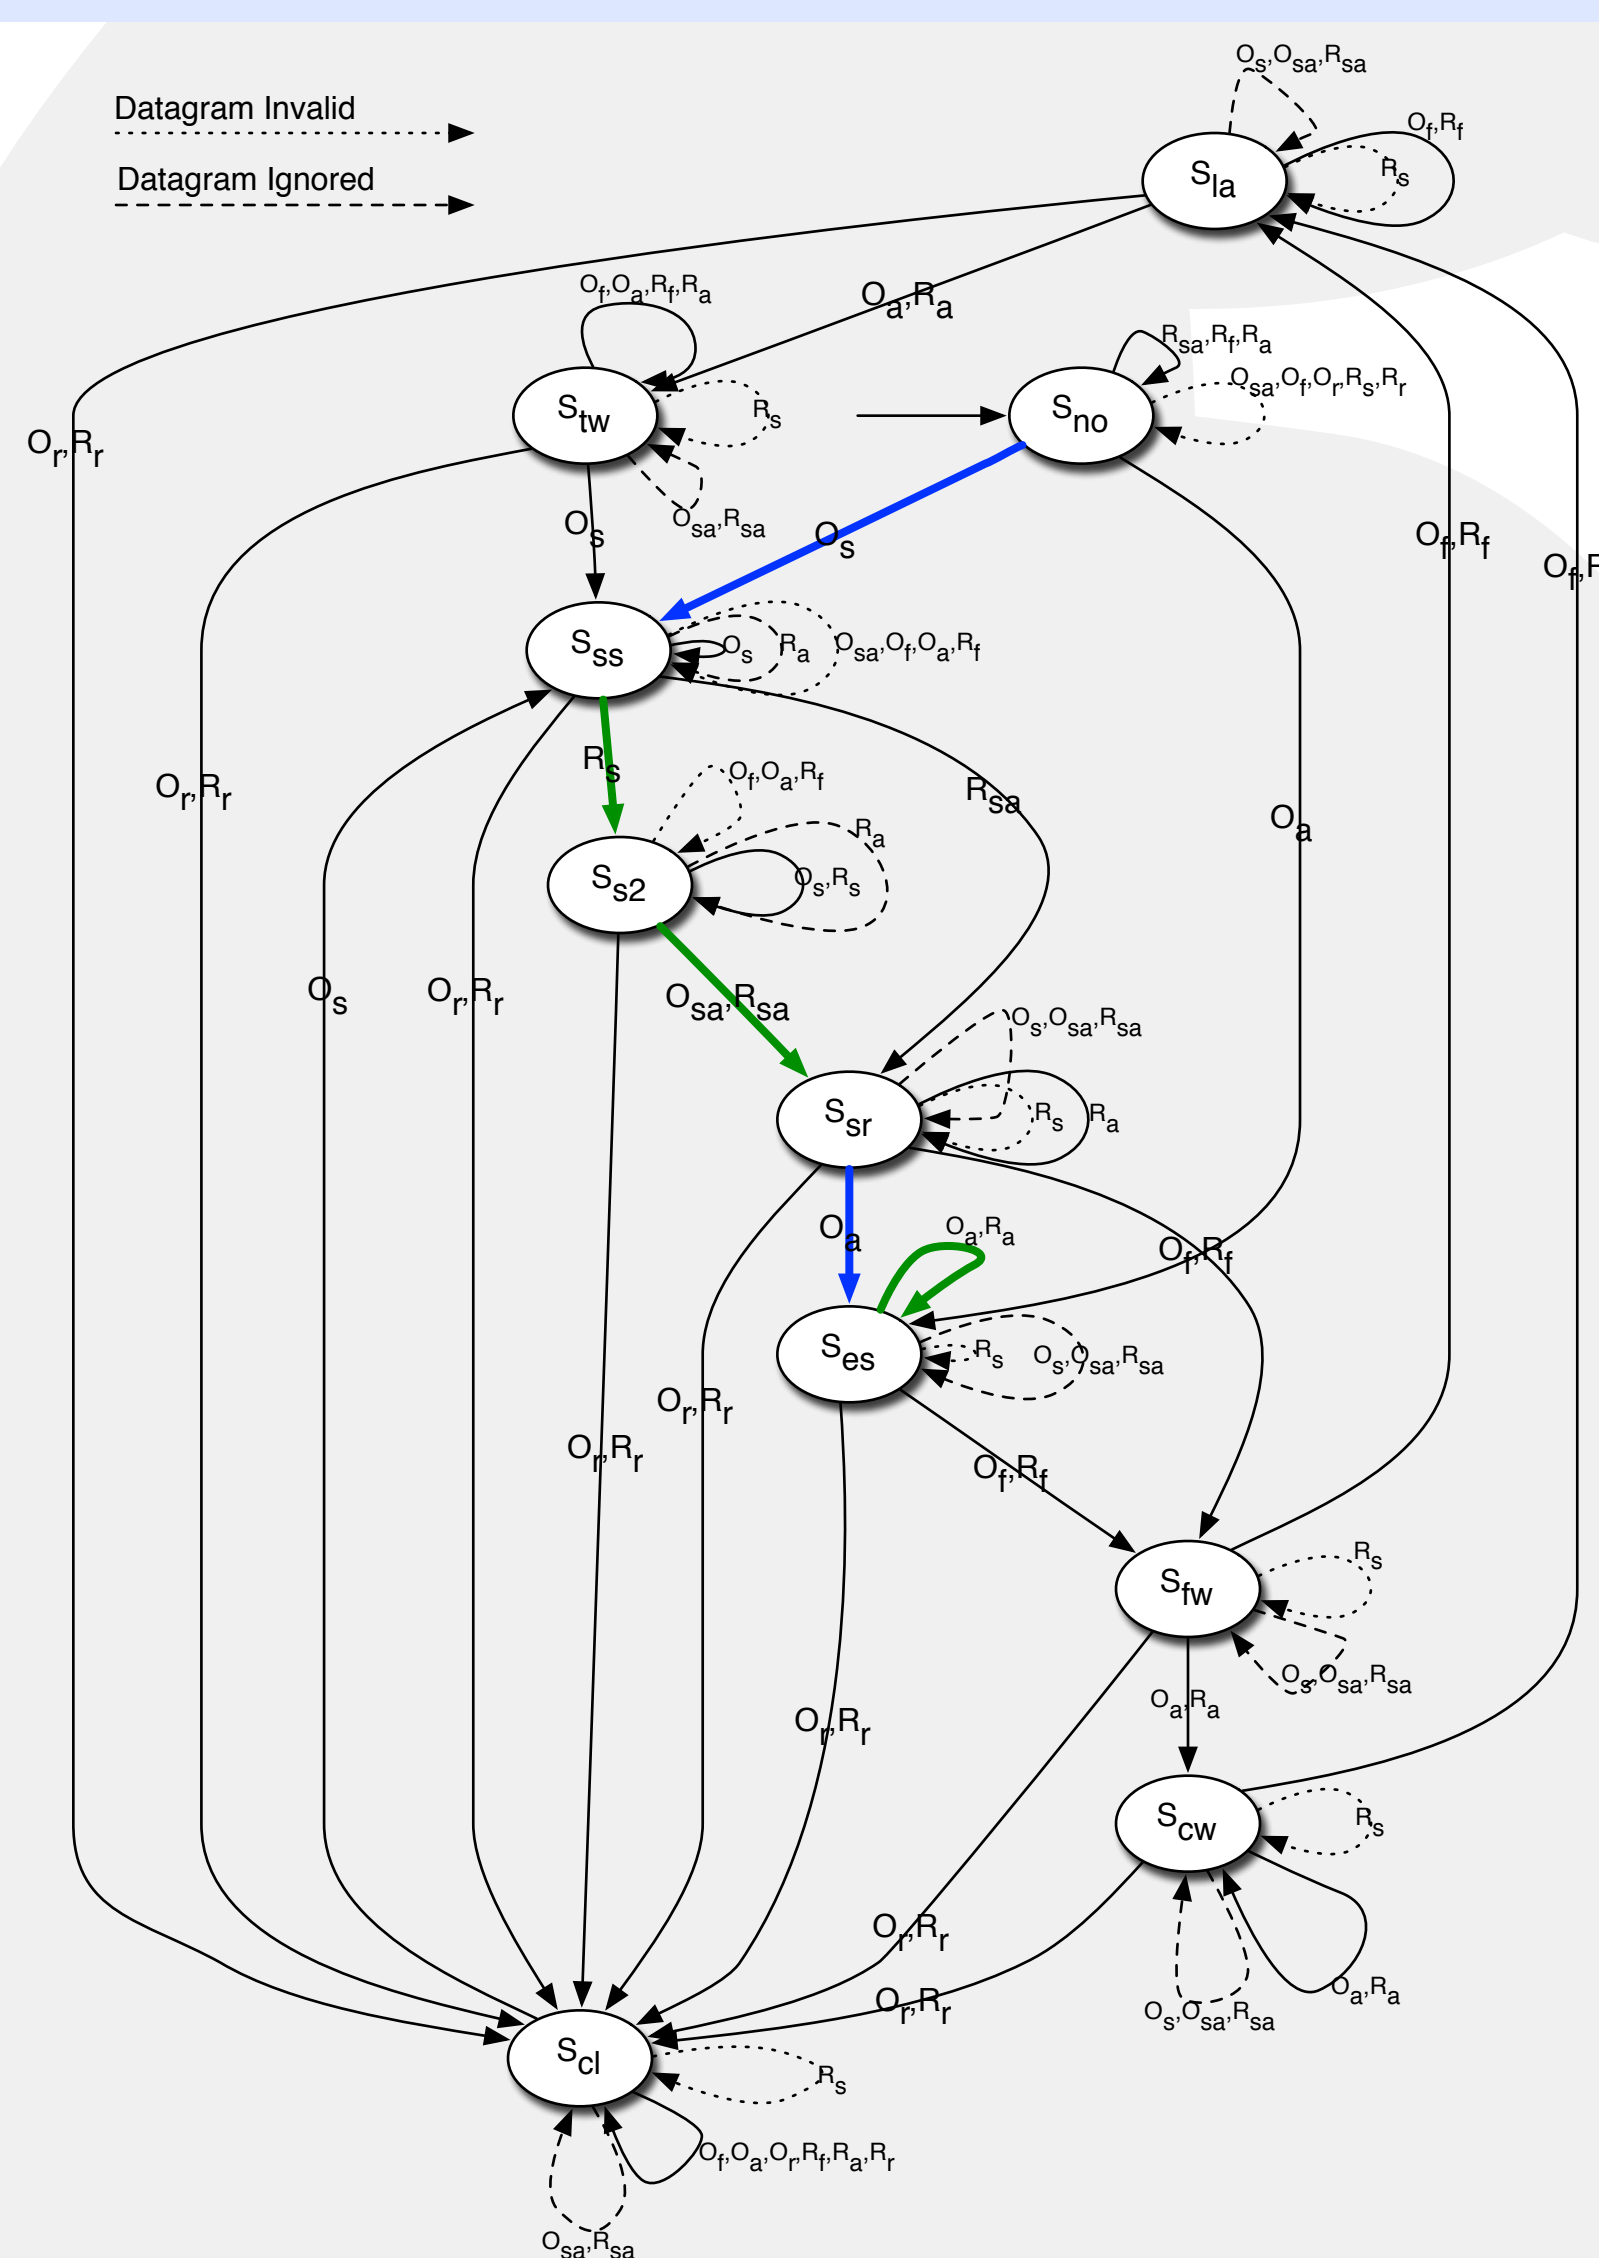 Datagram Invalid
Datagram Ignored
Os,Osa,Rsa
Of,Rf
Rs
Sla
Of,Oa,Rf,Ra
Oa,Ra
Rsa,Rf,Ra
Osa,Of,Or,Rs,Rr
Stw
Rs
Sno
Or,Rr
Osa,Rsa
Os
Os
Of,Rf
Of,
Sss
Os
Ra
Osa,Of,Oa,Rf
Rs
Of,Oa,Rf
Or,Rr
Rsa
Oa
Ra
Ss2
Os,Rs
Os
Or,Rr
Osa,Rsa
Os,Osa,Rsa
Ssr
Rs
Ra
Oa
Oa,Ra
Of,Rf
Ses
Rs
Os,Osa,Rsa
Or,Rr
Or,Rr
Of,Rf
Rs
Sfw
Os,Osa,Rsa
Oa,Ra
Or,Rr
Scw
Rs
Or,Rr
Oa,Ra
Or,Rr
Os,Osa,Rsa
Scl
Rs
Of,Oa,Or,Rf,Ra,Rr
Osa,Rsa